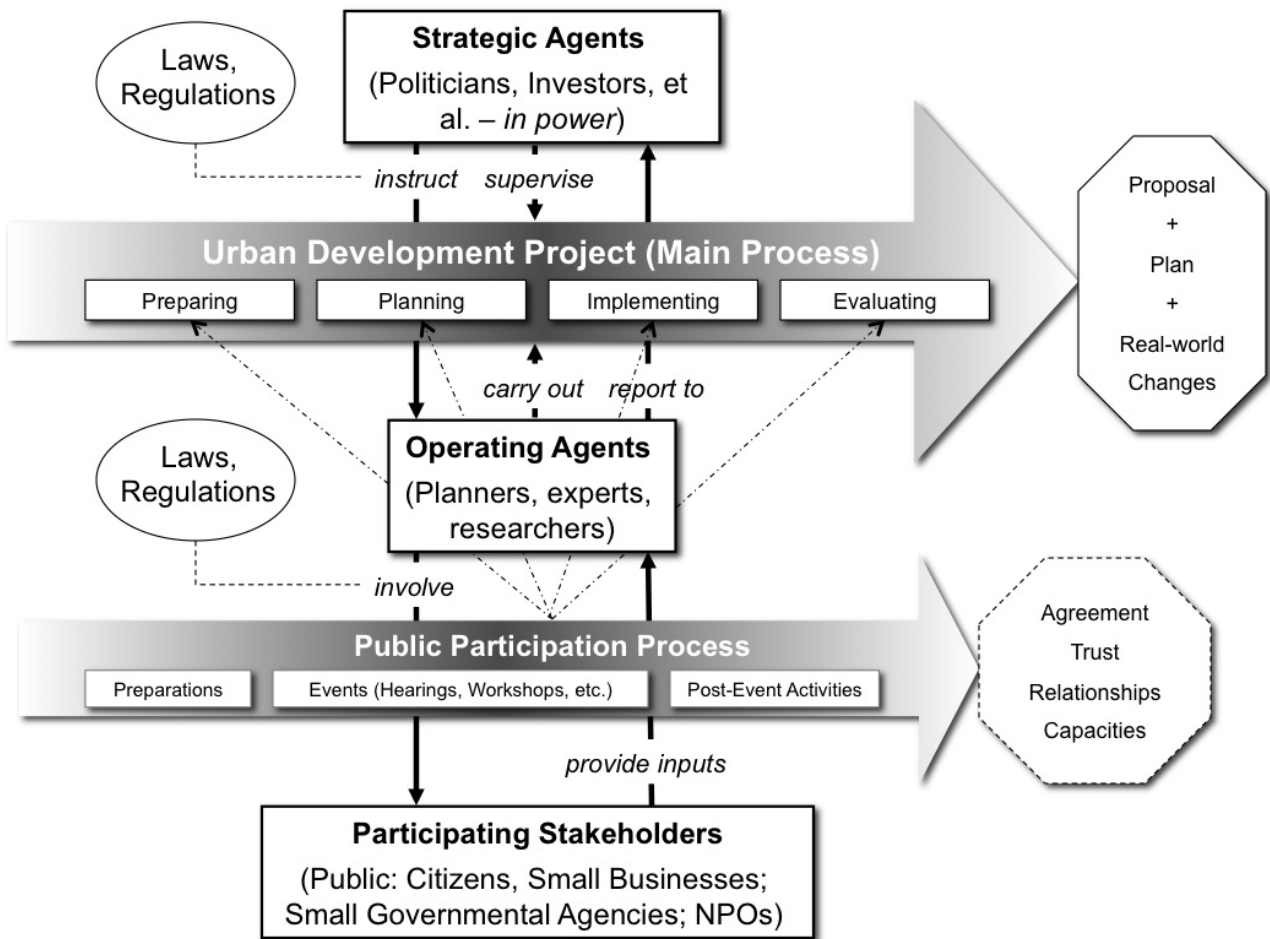 Laws,
Regulations
Strategic Agents
(Politicians, Investors, et
al. – in power)
instruct
supervise
Urban Development Project (Main Process)
Preparing
Planning
Implementing
Evaluating
Proposal
+
Plan
+
Real-world
Changes
carry out
report to
Laws,
Regulations
Operating Agents
(Planners, experts,
researchers)
involve
Public Participation Process
Preparations
Events (Hearings, Workshops, etc.)
Post-Event Activities
Agreement
Trust
Relationships
Capacities
provide inputs
Participating Stakeholders
(Public: Citizens, Small Businesses;
Small Governmental Agencies; NPOs)